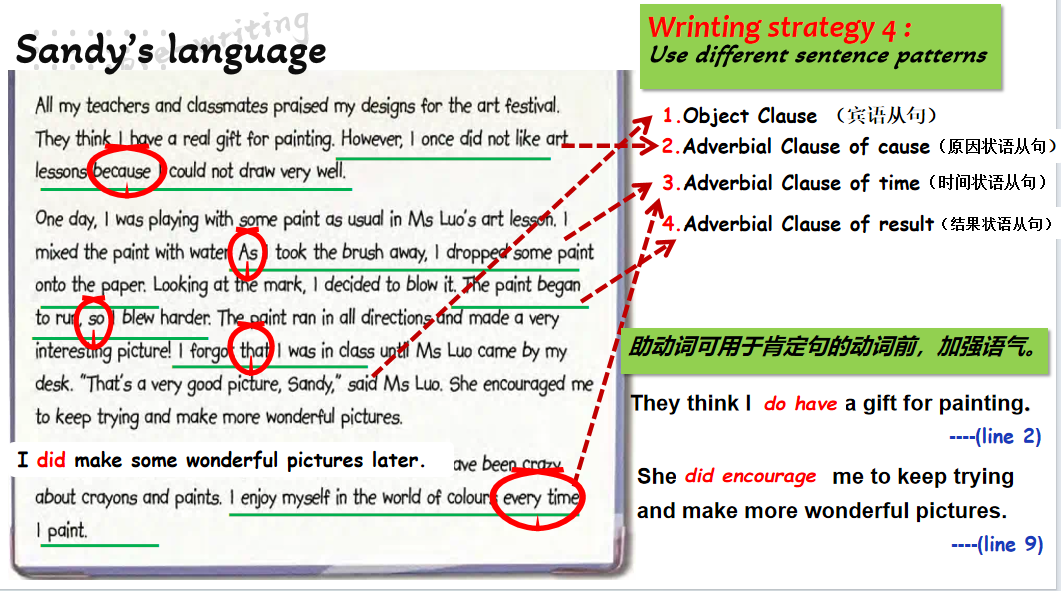 Sandy's language
writing
All my teachers and classmates praised my designs for the art festival.
They think I have a real gift for painting. However, I once did not like art
lessons because I could not draw very well.
One day, I was playing with some paint as usual in Ms Luo's art lesson. I
mixed the paint with water. As I took the brush away, I dropped some paint
onto the paper. Looking at the mark, I decided to blow it. The paint began
to run, so I blew harder. The paint ran in all directions and made a very
interesting picture! I forgot that I was in class until Ms Luo came by my
desk. "That's a very good picture, Sandy," said Ms Luo. She encouraged me
to keep trying and make more wonderful pictures.
I did make some wonderful pictures later.
ave been crazy
about crayons and paints. I enjoy myself in the world of colours every time
I paint.
Wrinting strategy 4 :
Use different sentence patterns
1.Object Clause （宾语从句）
2.Adverbial Clause of cause（原因状语从句）
3.Adverbial Clause of time（时间状语从句）
4.Adverbial Clause of result（结果状语从句）
助动词可用于肯定句的动词前，加强语气。
They think I do have a gift for painting.
----(line 2)
She did encourage me to keep trying
and make more wonderful pictures.
----(line 9)